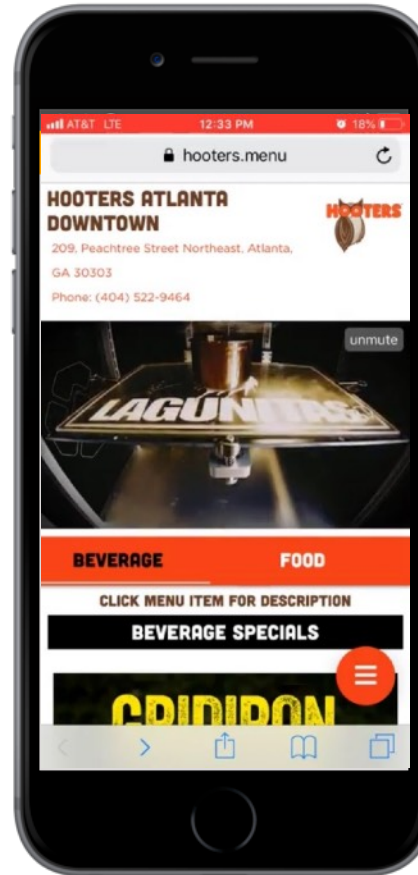 AT&T LTE 12:33 PM 18%
hooters.menu
HOOTERS ATLANTA
DOWNTOWN
HOOTERS
209, Peachtree Street Northeast, Atlanta,
GA 30303
Phone: (404) 522-9464
unmute
LAGUNITAS
BEVERAGE FOOD
CLICK MENU ITEM FOR DESCRIPTION
BEVERAGE SPECIALS
GRIDIRON